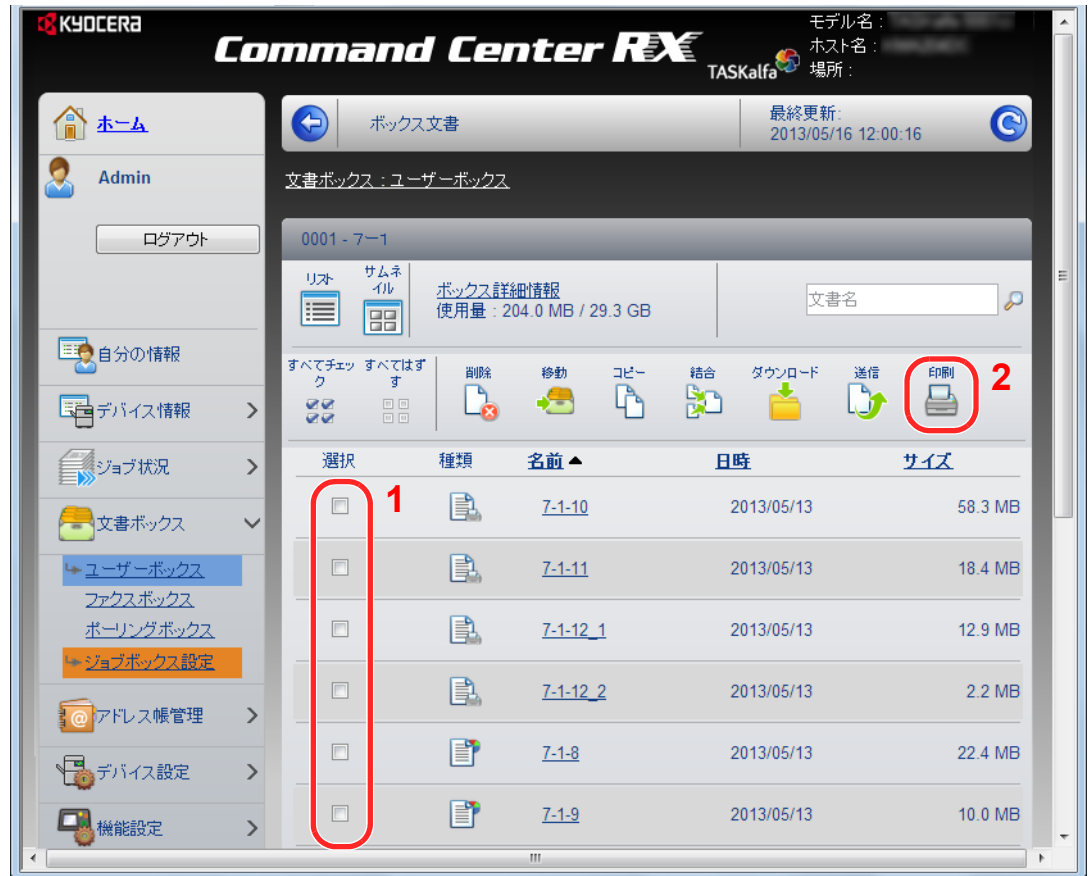 KYOCERA
Command Center RX
TASKalfa
モデル名 :
ホスト名 :
場所 :
ホーム
Admin
ログアウト
自分の情報
デバイス情報
ジョブ状況
文書ボックス
ユーザーボックス
ファクスボックス
ポーリングボックス
ジョブボックス設定
アドレス帳管理
デバイス設定
機能設定
ボックス文書
最終更新:
2013/05/16 12:00:16
文書ボックス : ユーザーボックス
0001 - 7ー1
リスト
サムネ
イル
ボックス詳細情報
使用量 : 204.0 MB / 29.3 GB
文書名
すべてチェッ
ク
すべてはず
す
削除
移動
コピー
結合
ダウンロード
送信
印刷
2
選択 種類 名前 ▲ 日時 サイズ
1
7-1-10 2013/05/13 58.3 MB
7-1-11 2013/05/13 18.4 MB
7-1-12_1 2013/05/13 12.9 MB
7-1-12_2 2013/05/13 2.2 MB
7-1-8 2013/05/13 22.4 MB
7-1-9 2013/05/13 10.0 MB